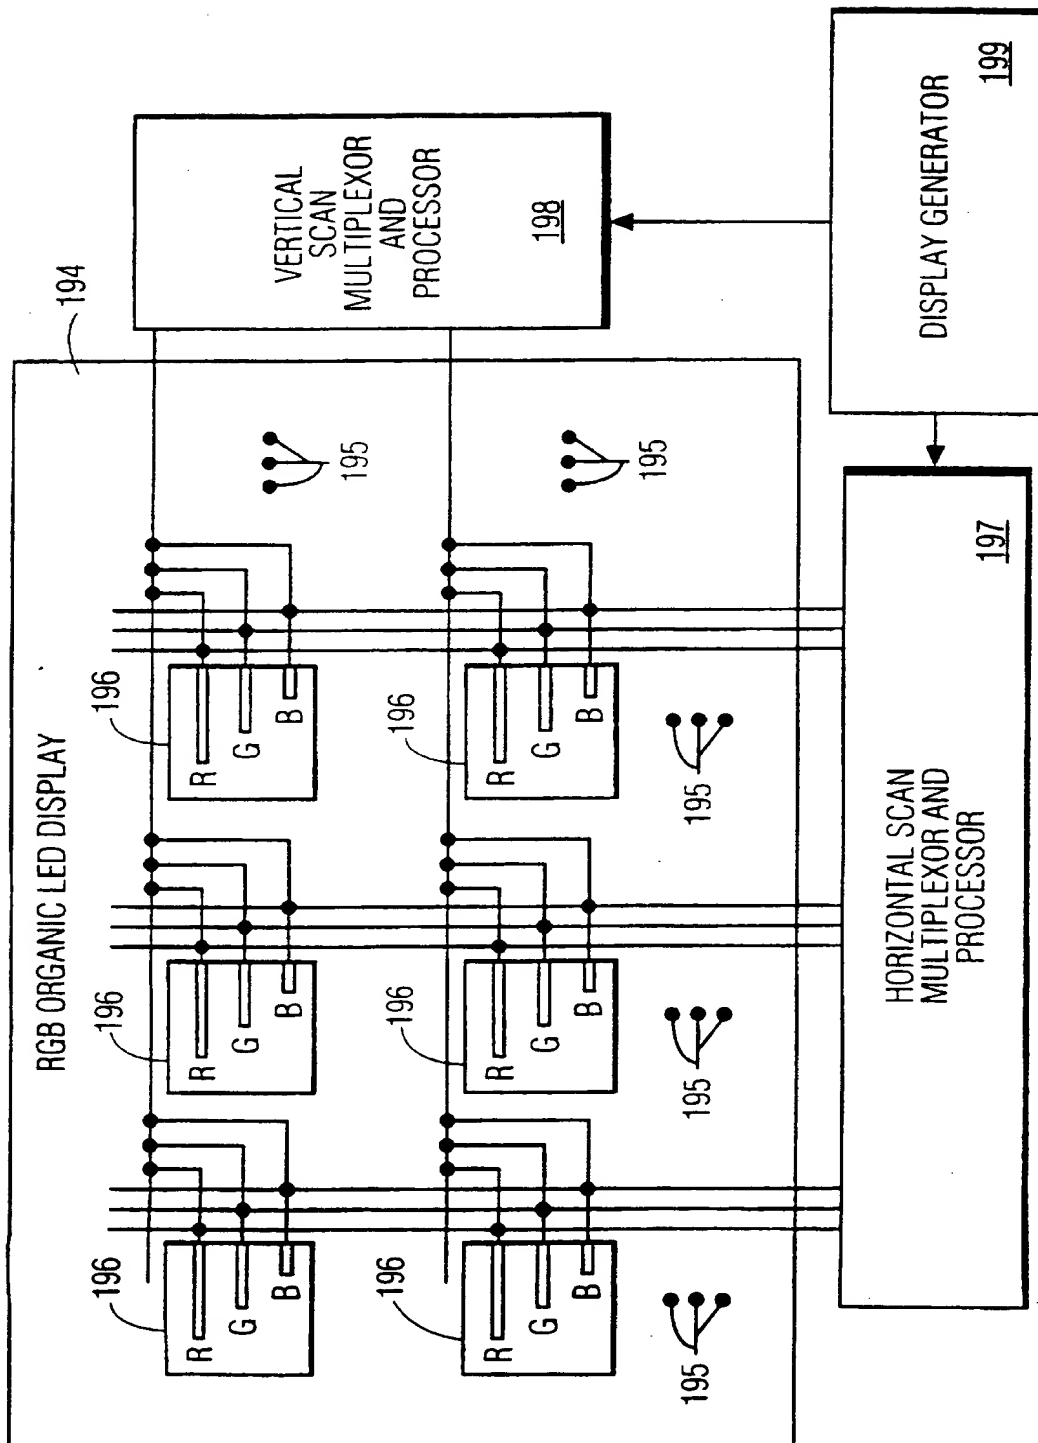 RGB ORGANIC LED DISPLAY
194
196
R
G
B
196
R
G
B
196
R
G
B
195
196
R
G
B
196
R
G
B
196
R
G
B
195
195
195
195
VERTICAL
SCAN
MULTIPLEXOR
AND
PROCESSOR
198
HORIZONTAL SCAN
MULTIPLEXOR AND
PROCESSOR
197
DISPLAY GENERATOR
199